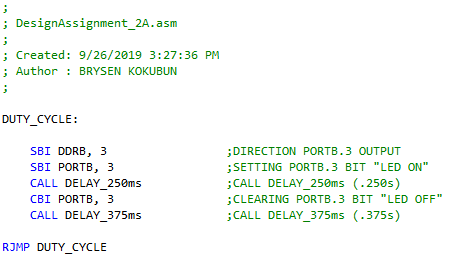 ;
; DesignAssignment_2A.asm
;
; Created: 9/26/2019 3:27:36 PM
; Author : BRYSEN KOKUBUN
;
DUTY_CYCLE:
SBI DDRB, 3 ;DIRECTION PORTB.3 OUTPUT
SBI PORTB, 3 ;SETTING PORTB.3 BIT "LED ON"
CALL DELAY_250ms ;CALL DELAY_250ms (.250s)
CBI PORTB, 3 ;CLEARING PORTB.3 BIT "LED OFF"
CALL DELAY_375ms ;CALL DELAY_375ms (.375s)
RJMP DUTY_CYCLE